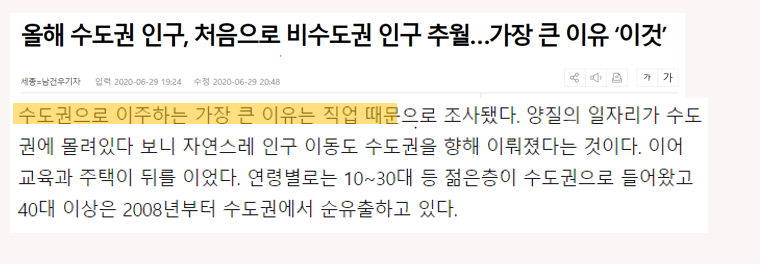 올해 수도권 인구, 처음으로 비수도권 인구 추월…가장 큰 이유 ‘이것’
세종=남건우기자 입력 2020-06-29 19:24 수정 2020-06-29 20:48
가 가
수도권으로 이주하는 가장 큰 이유는 직업 때문으로 조사됐다. 양질의 일자리가 수도
권에 몰려있다 보니 자연스레 인구 이동도 수도권을 향해 이뤄졌다는 것이다. 이어
교육과 주택이 뒤를 이었다. 연령별로는 10~30대 등 젊은층이 수도권으로 들어왔고
40대 이상은 2008년부터 수도권에서 순유출하고 있다.